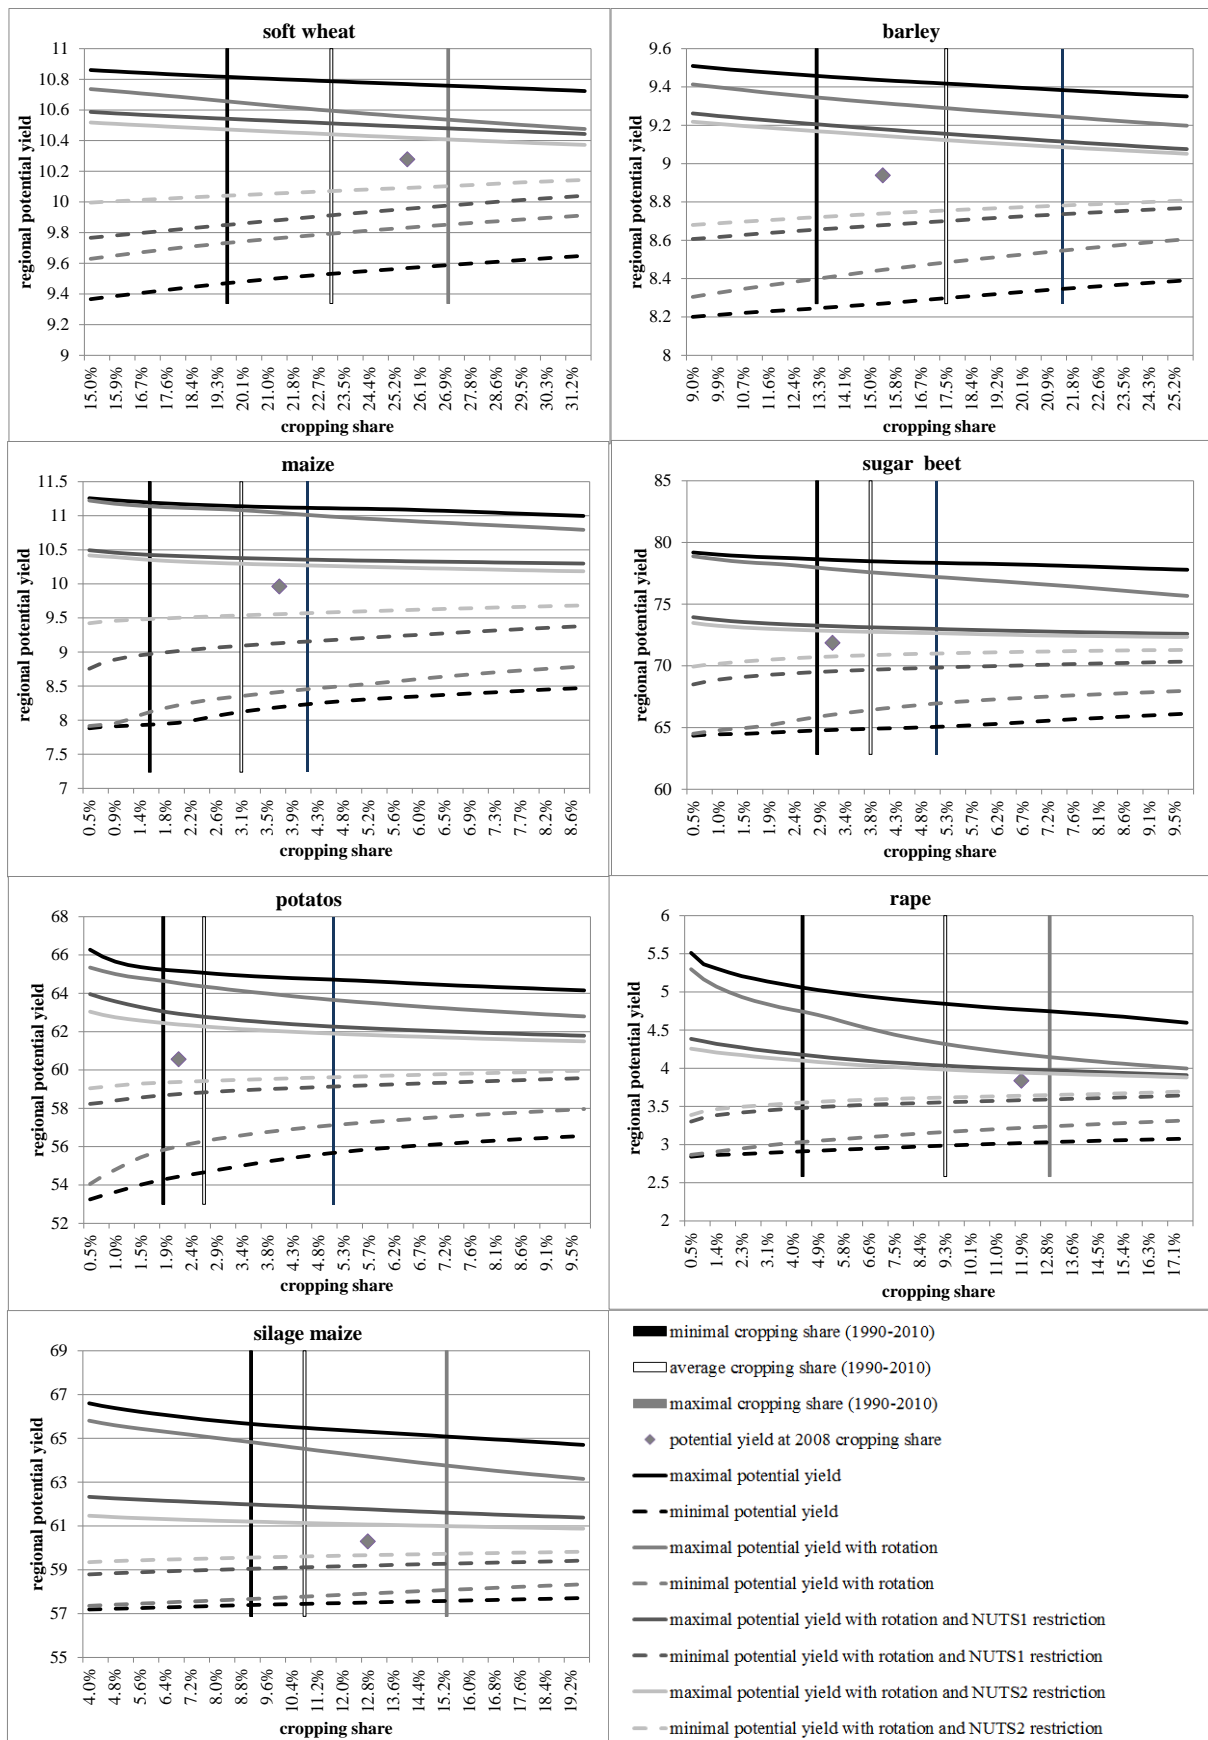 soft wheat
regional potential yield
11
10.8
10.6
10.4
10.2
10
9.8
9.6
9.4
9.2
9
15.0% 15.9% 16.7% 17.6% 18.4% 19.3% 20.1% 21.0% 21.8% 22.7% 23.5% 24.4% 25.2% 26.1% 26.9% 27.8% 28.6% 29.5% 30.3% 31.2%
cropping share
barley
regional potential yield
9.6
9.4
9.2
9
8.8
8.6
8.4
8.2
8
9.0% 9.9% 10.7% 11.6% 12.4% 13.3% 14.1% 15.0% 15.8% 16.7% 17.5% 18.4% 19.2% 20.1% 20.9% 21.8% 22.6% 23.5% 24.3% 25.2%
cropping share
maize
regional potential yield
11.5
11
10.5
10
9.5
9
8.5
8
7.5
7
0.5% 0.9% 1.4% 1.8% 2.2% 2.6% 3.1% 3.5% 3.9% 4.3% 4.8% 5.2% 5.6% 6.0% 6.5% 6.9% 7.3% 7.7% 8.2% 8.6%
cropping share
sugar beet
regional potential yield
85
80
75
70
65
60
0.5% 1.0% 1.5% 1.9% 2.4% 2.9% 3.4% 3.8% 4.3% 4.8% 5.3% 5.7% 6.2% 6.7% 7.2% 7.6% 8.1% 8.6% 9.1% 9.5%
cropping share
potatos
regional potential yield
68
66
64
62
60
58
56
54
52
0.5% 1.0% 1.5% 1.9% 2.4% 2.9% 3.4% 3.8% 4.3% 4.8% 5.3% 5.7% 6.2% 6.7% 7.2% 7.6% 8.1% 8.6% 9.1% 9.5%
cropping share
rape
regional potential yield
6
5.5
5
4.5
4
3.5
3
2.5
2
0.5% 1.4% 2.3% 3.1% 4.0% 4.9% 5.8% 6.6% 7.5% 8.4% 9.3% 10.1% 11.0% 11.9% 12.8% 13.6% 14.5% 15.4% 16.2% 17.1%
cropping share
silage maize
regional potential yield
69
67
65
63
61
59
57
55
4.0% 4.8% 5.6% 6.4% 7.2% 8.0% 8.8% 9.6% 10.4% 11.2% 12.0% 12.8% 13.6% 14.4% 15.2% 16.0% 16.8% 17.6% 18.4% 19.2%
cropping share
minimal cropping share (1990-2010)
average cropping share (1990-2010)
maximal cropping share (1990-2010)
potential yield at 2008 cropping share
maximal potential yield
minimal potential yield
maximal potential yield with rotation
minimal potential yield with rotation
maximal potential yield with rotation and NUTS1 restriction
minimal potential yield with rotation and NUTS1 restriction
maximal potential yield with rotation and NUTS2 restriction
minimal potential yield with rotation and NUTS2 restriction